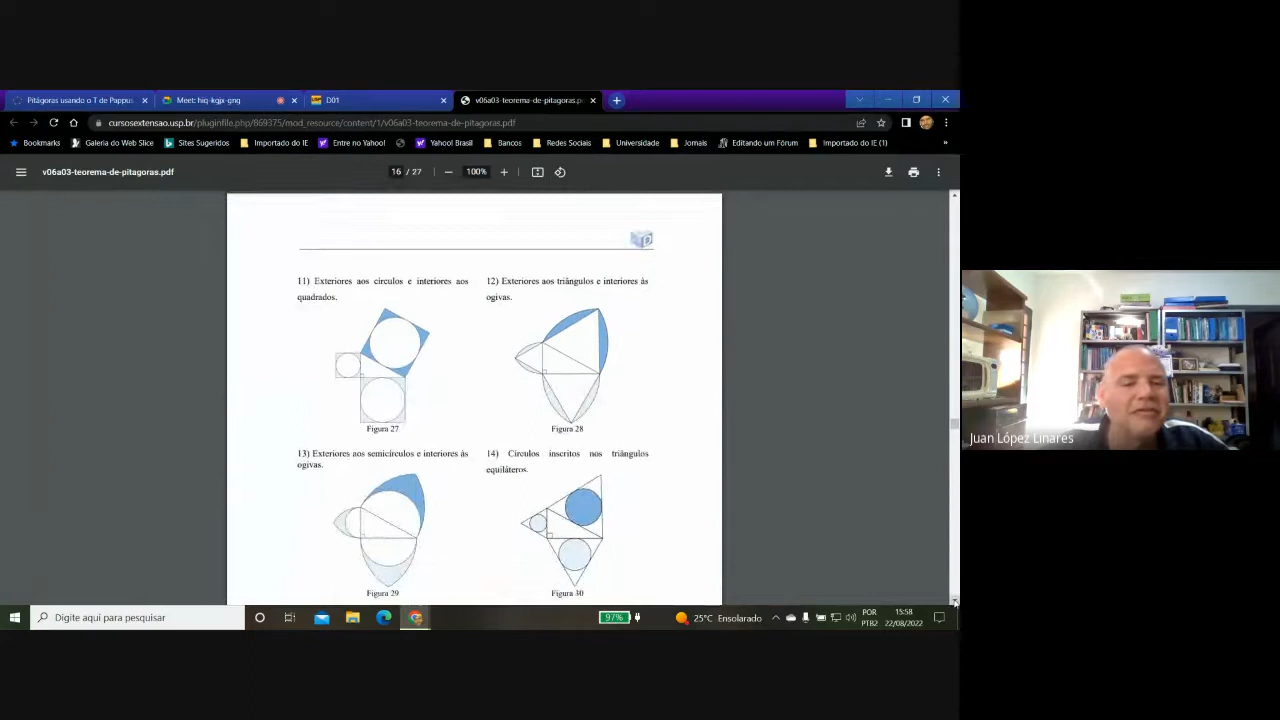 Pitágoras usando o T de Pappus
Meet: hiq-kgjx-gng
D01
v06a03-teorema-de-pitagoras.pd
cursosextensao.usp.br/pluginfile.php/869375/mod_resource/content/1/v06a03-teorema-de-pitagoras.pdf
Bookmarks
Galeria do Web Slice
Sites Sugeridos
Importado do IE
Entre no Yahoo!
Yahoo! Brasil
Bancos
Redes Sociais
Universidade
Jornais
Editando um Fórum
Importado do IE (1)
»
v06a03-teorema-de-pitagoras.pdf
16 / 27
100%
11) Exteriores aos círculos e interiores aos
quadrados.
Figura 27
12) Exteriores aos triângulos e interiores às
ogivas.
Figura 28
13) Exteriores aos semicírculos e interiores às
ogivas.
Figura 29
14) Círculos inscritos nos triângulos
equiláteros.
Figura 30
Juan López Linares
Digite aqui para pesquisar
97%
25°C Ensolarado
POR
PTB2
15:58
22/08/2022